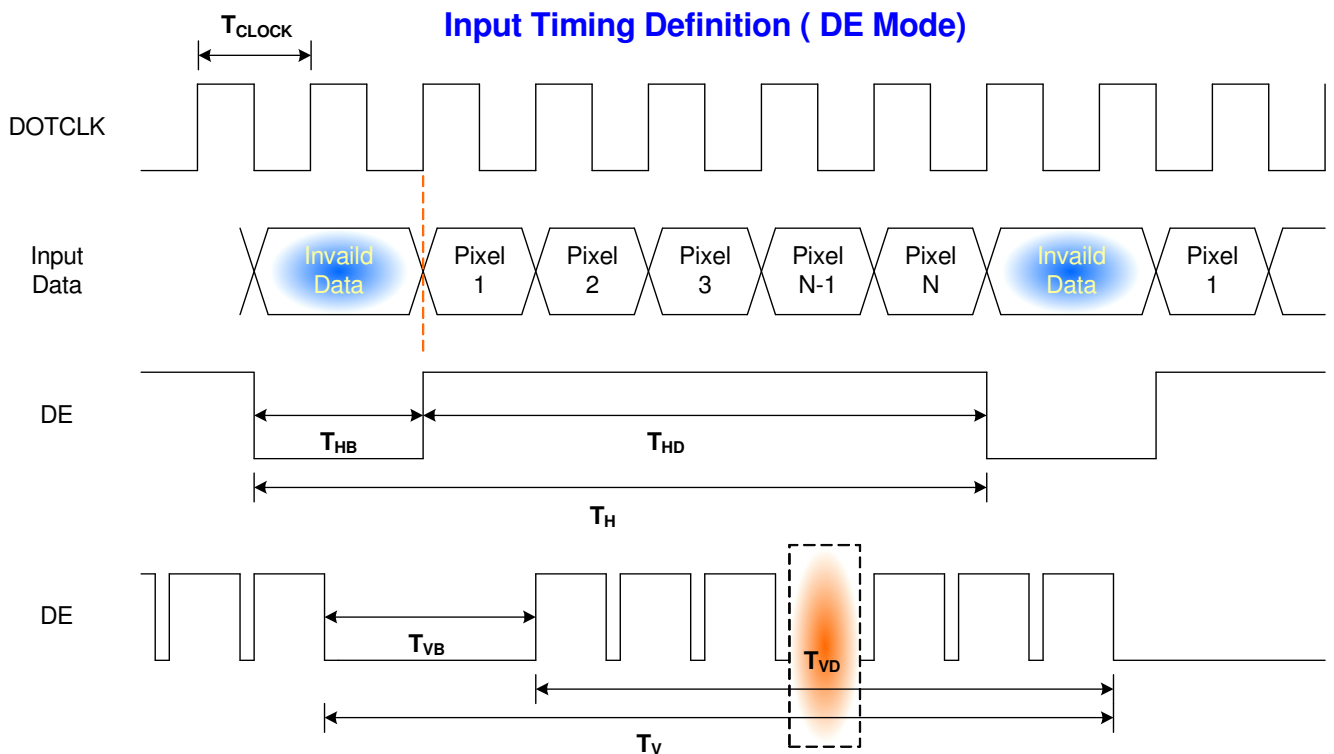 Input Timing Definition ( DE Mode)
TCLOCK
DOTCLK
Input
Data
Invaild
Data
Pixel
1
Pixel
2
Pixel
3
Pixel
N-1
Pixel
N
Invaild
Data
Pixel
1
DE
THB
THD
TH
DE
TVB
TVD
TV